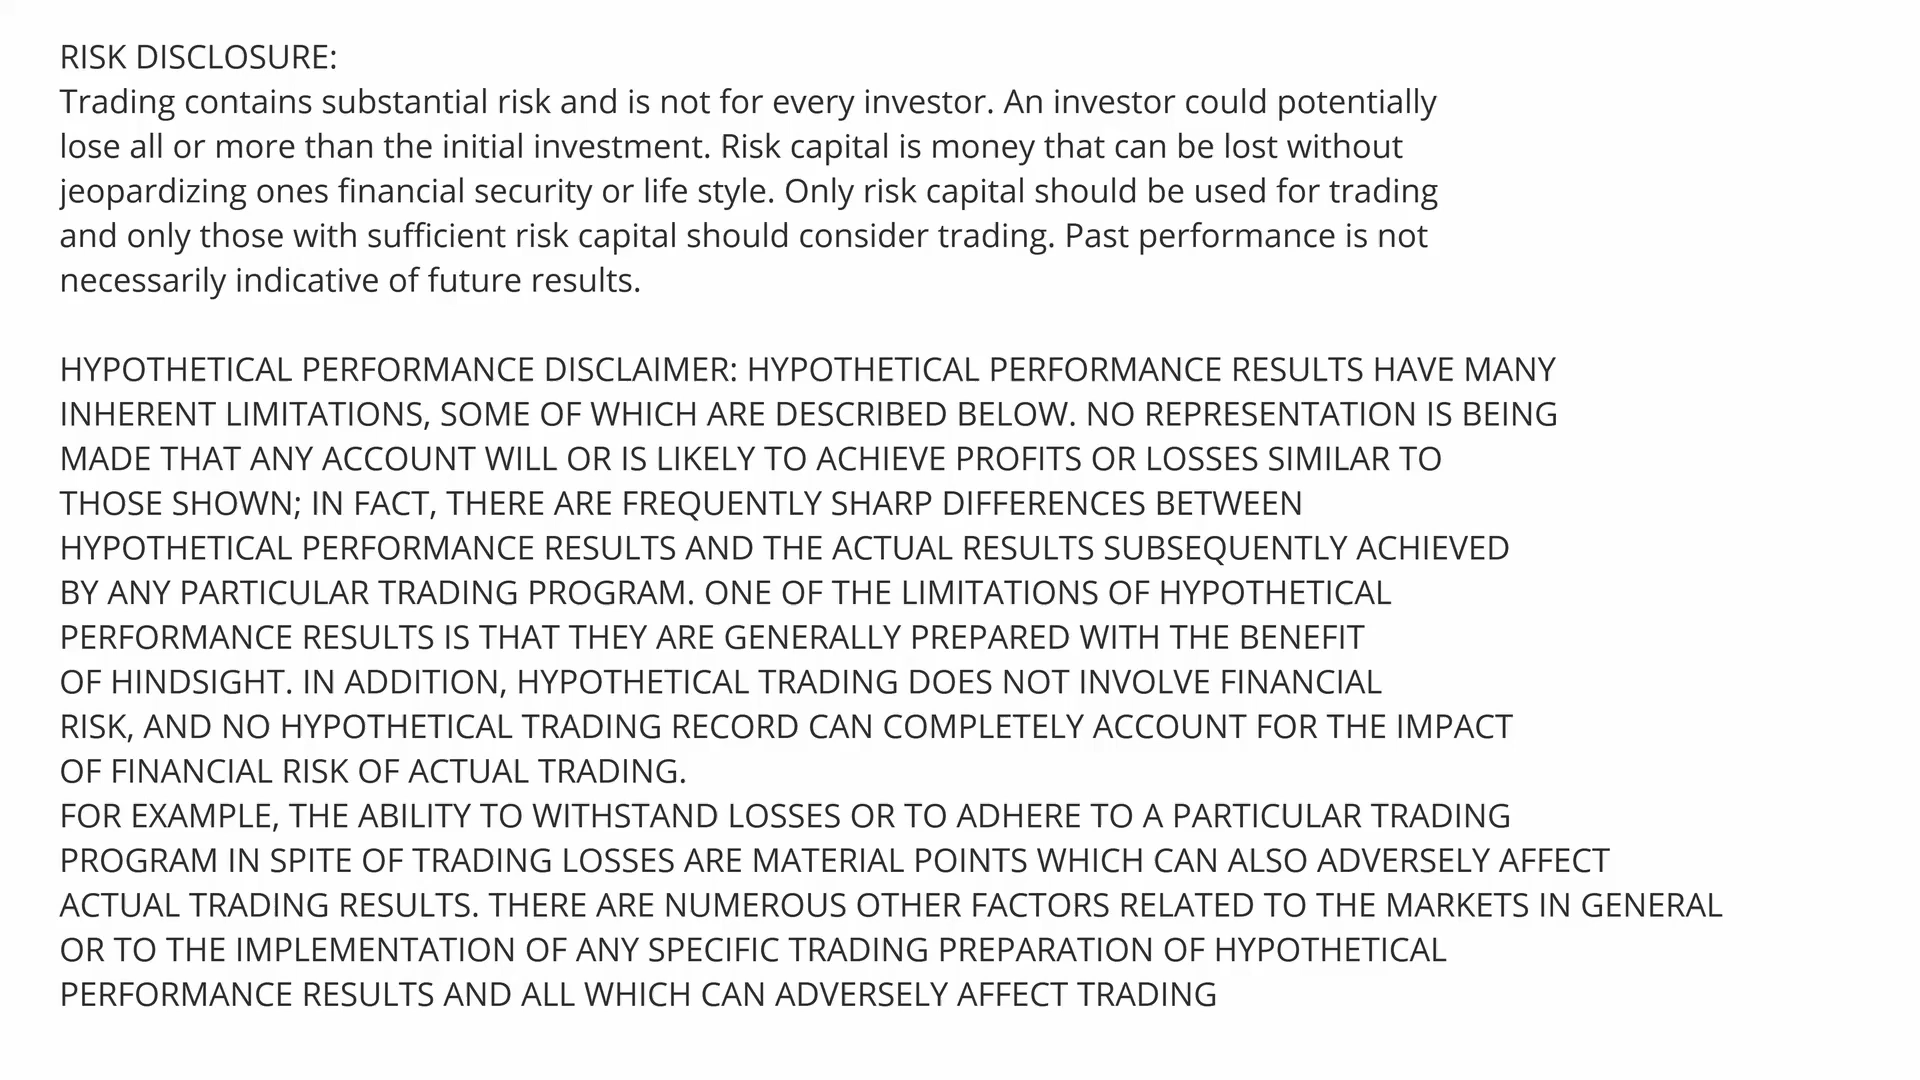 RISK DISCLOSURE:
Trading contains substantial risk and is not for every investor. An investor could potentially
lose all or more than the initial investment. Risk capital is money that can be lost without
jeopardizing ones financial security or life style. Only risk capital should be used for trading
and only those with sufficient risk capital should consider trading. Past performance is not
necessarily indicative of future results.
HYPOTHETICAL PERFORMANCE DISCLAIMER: HYPOTHETICAL PERFORMANCE RESULTS HAVE MANY
INHERENT LIMITATIONS, SOME OF WHICH ARE DESCRIBED BELOW. NO REPRESENTATION IS BEING
MADE THAT ANY ACCOUNT WILL OR IS LIKELY TO ACHIEVE PROFITS OR LOSSES SIMILAR TO
THOSE SHOWN; IN FACT, THERE ARE FREQUENTLY SHARP DIFFERENCES BETWEEN
HYPOTHETICAL PERFORMANCE RESULTS AND THE ACTUAL RESULTS SUBSEQUENTLY ACHIEVED
BY ANY PARTICULAR TRADING PROGRAM. ONE OF THE LIMITATIONS OF HYPOTHETICAL
PERFORMANCE RESULTS IS THAT THEY ARE GENERALLY PREPARED WITH THE BENEFIT
OF HINDSIGHT. IN ADDITION, HYPOTHETICAL TRADING DOES NOT INVOLVE FINANCIAL
RISK, AND NO HYPOTHETICAL TRADING RECORD CAN COMPLETELY ACCOUNT FOR THE IMPACT
OF FINANCIAL RISK OF ACTUAL TRADING.
FOR EXAMPLE, THE ABILITY TO WITHSTAND LOSSES OR TO ADHERE TO A PARTICULAR TRADING
PROGRAM IN SPITE OF TRADING LOSSES ARE MATERIAL POINTS WHICH CAN ALSO ADVERSELY AFFECT
ACTUAL TRADING RESULTS. THERE ARE NUMEROUS OTHER FACTORS RELATED TO THE MARKETS IN GENERAL
OR TO THE IMPLEMENTATION OF ANY SPECIFIC TRADING PREPARATION OF HYPOTHETICAL
PERFORMANCE RESULTS AND ALL WHICH CAN ADVERSELY AFFECT TRADING